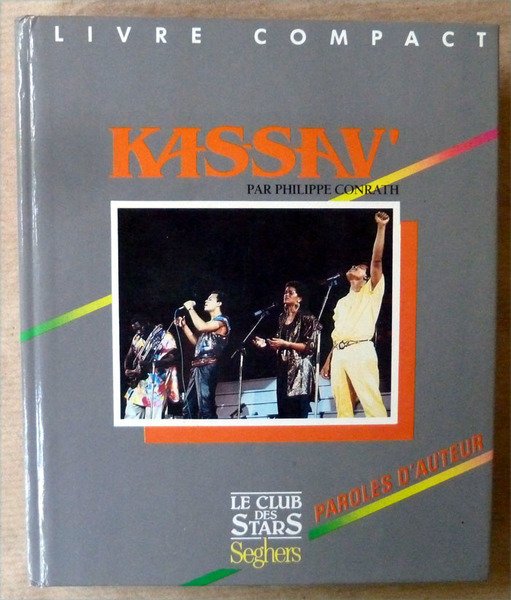 LIVRE COMPACT
KASSAV'
PAR PHILIPPE CONRATH
PAROLES D'AUTEUR
LE CLUB
DES
STARS
Seghers